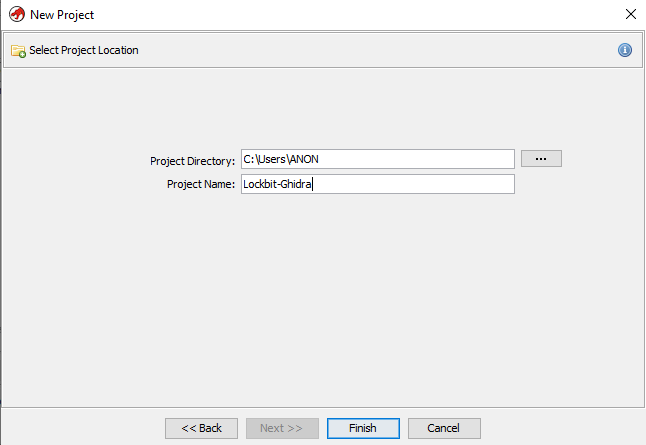 New Project
Select Project Location
Project Directory: C:\Users\ANON ...
Project Name: Lockbit-Ghidra
<< Back Next >> Finish Cancel